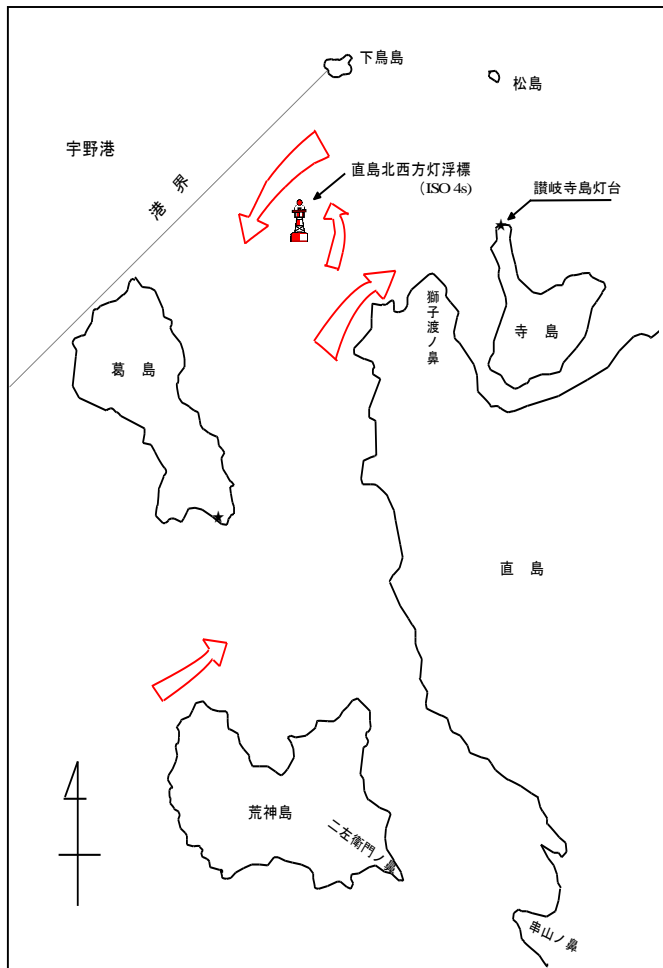 下烏島
松島
宇野港
直島北西方灯浮標
（ISO 4s）
讃岐寺島灯台
港界
獅子渡ノ鼻
寺島
葛島
直島
荒神島
二左衛門ノ鼻
串山ノ鼻